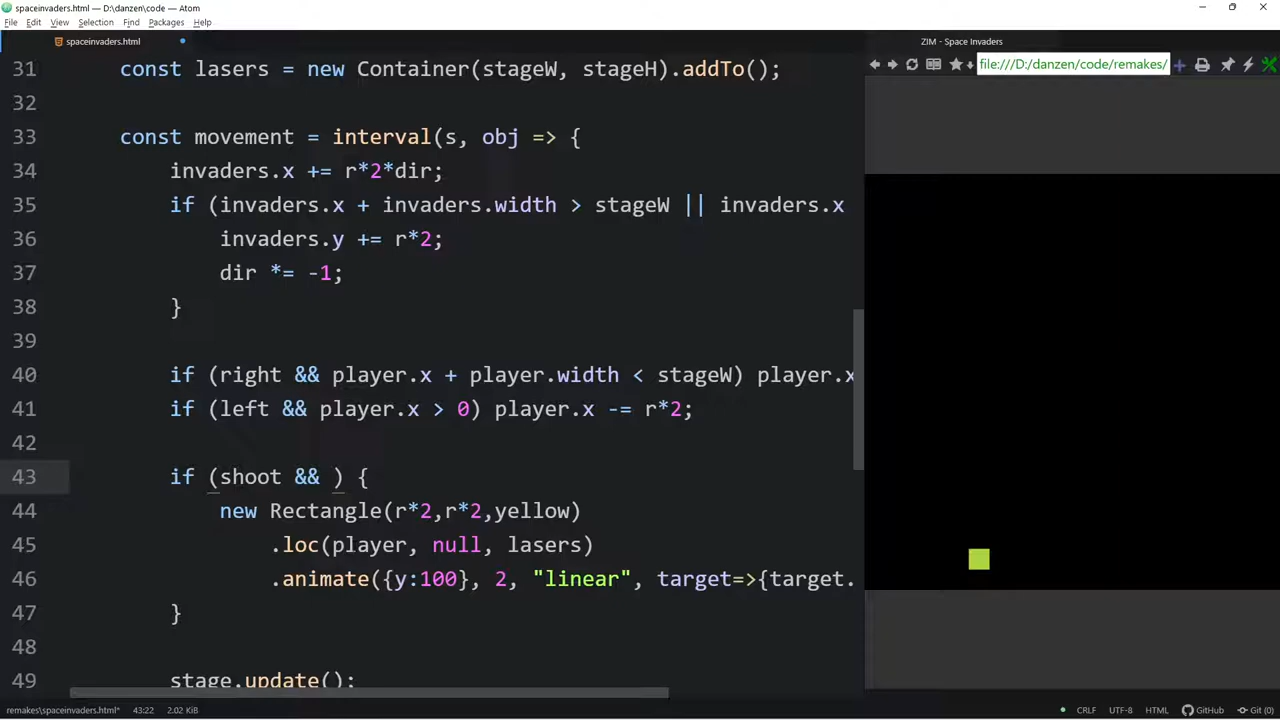 spaceinvaders.html — D:\danzen\code — Atom
File Edit View Selection Find Packages Help
spaceinvaders.html
ZIM - Space Invaders
file:///D:/danzen/code/remakes/
31 const lasers = new Container(stageW, stageH).addTo();
32
33 const movement = interval(s, obj => {
34 invaders.x += r*2*dir;
35 if (invaders.x + invaders.width > stageW || invaders.x
36 invaders.y += r*2;
37 dir *= -1;
38 }
39
40 if (right && player.x + player.width < stageW) player.x
41 if (left && player.x > 0) player.x -= r*2;
42
43 if (shoot && ) {
44 new Rectangle(r*2,r*2,yellow)
45 .loc(player, null, lasers)
46 .animate({y:100}, 2, "linear", target=>{target.
47 }
48
49 stage.update();
remakes\spaceinvaders.html* 43:22 2.02 KiB CRLF UTF-8 HTML GitHub Git (0)